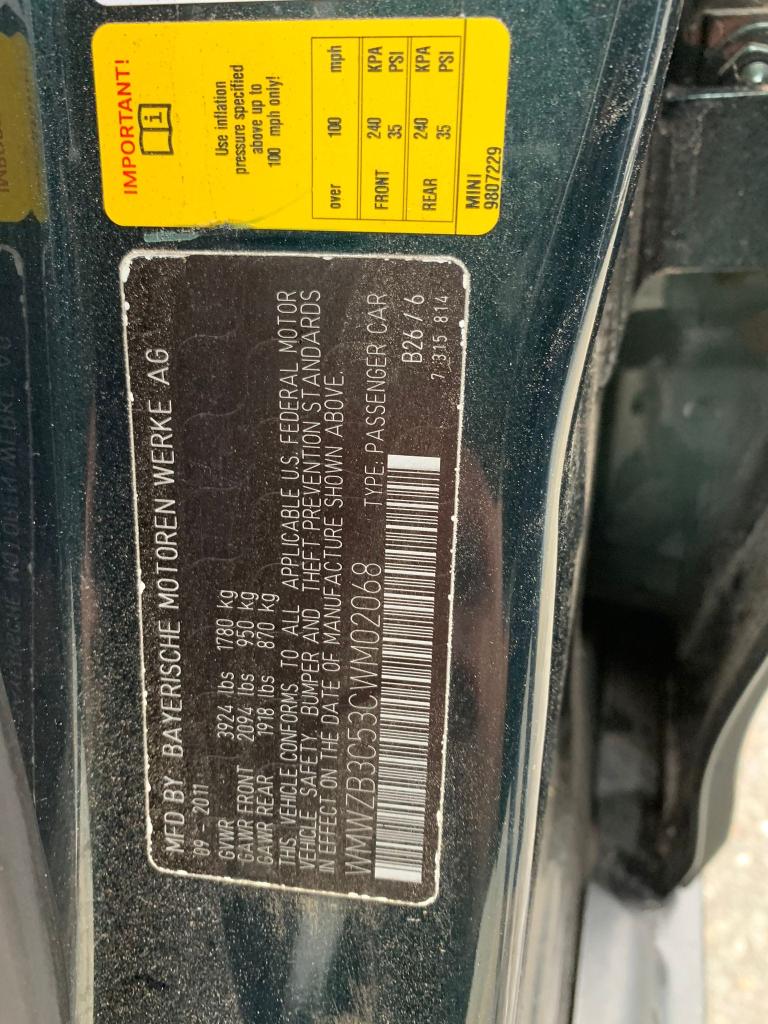 IMPORTANT!
Use inflation
pressure specified
above up to
100 mph only!
over 100 mph
FRONT 240 KPA
35 PSI
REAR 240 KPA
35 PSI
MINI
9807229
MFD BY BAYERISCHE MOTOREN WERKE AG
09 - 2011
GVWR 3924 lbs 1780 kg
GAWR FRONT 2094 lbs 950 kg
GAWR REAR 1918 lbs 870 kg
THIS VEHICLE CONFORMS TO ALL APPLICABLE U.S. FEDERAL MOTOR
VEHICLE SAFETY, BUMPER AND THEFT PREVENTION STANDARDS
IN EFFECT ON THE DATE OF MANUFACTURE SHOWN ABOVE.
WMWZB3C53CWM02068 TYPE: PASSENGER CAR
B26 / 6
7 315 814